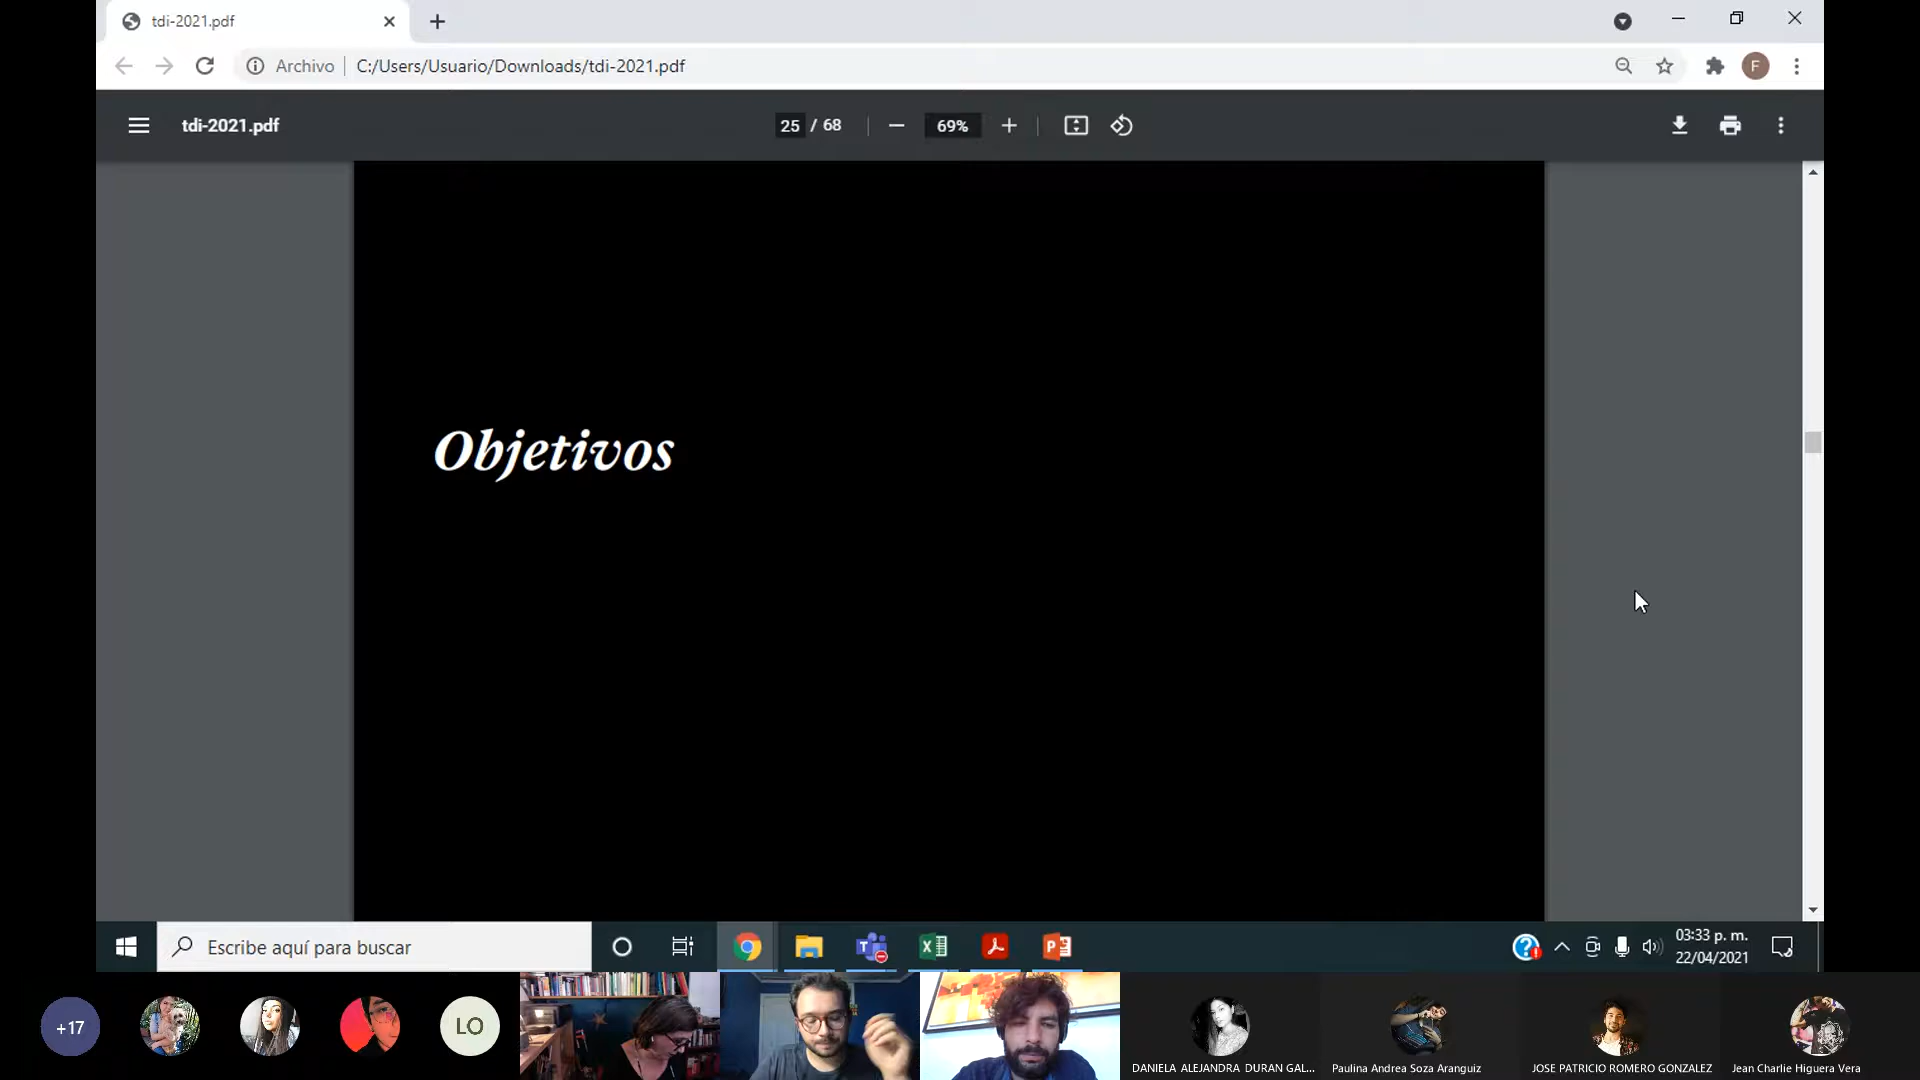 tdi-2021.pdf
Archivo
C:/Users/Usuario/Downloads/tdi-2021.pdf
F
tdi-2021.pdf
25 / 68
69%
Objetivos
Escribe aquí para buscar
03:33 p. m.
22/04/2021
+17
LO
DANIELA ALEJANDRA DURAN GAL...
Paulina Andrea Soza Aranguiz
JOSE PATRICIO ROMERO GONZALEZ
Jean Charlie Higuera Vera